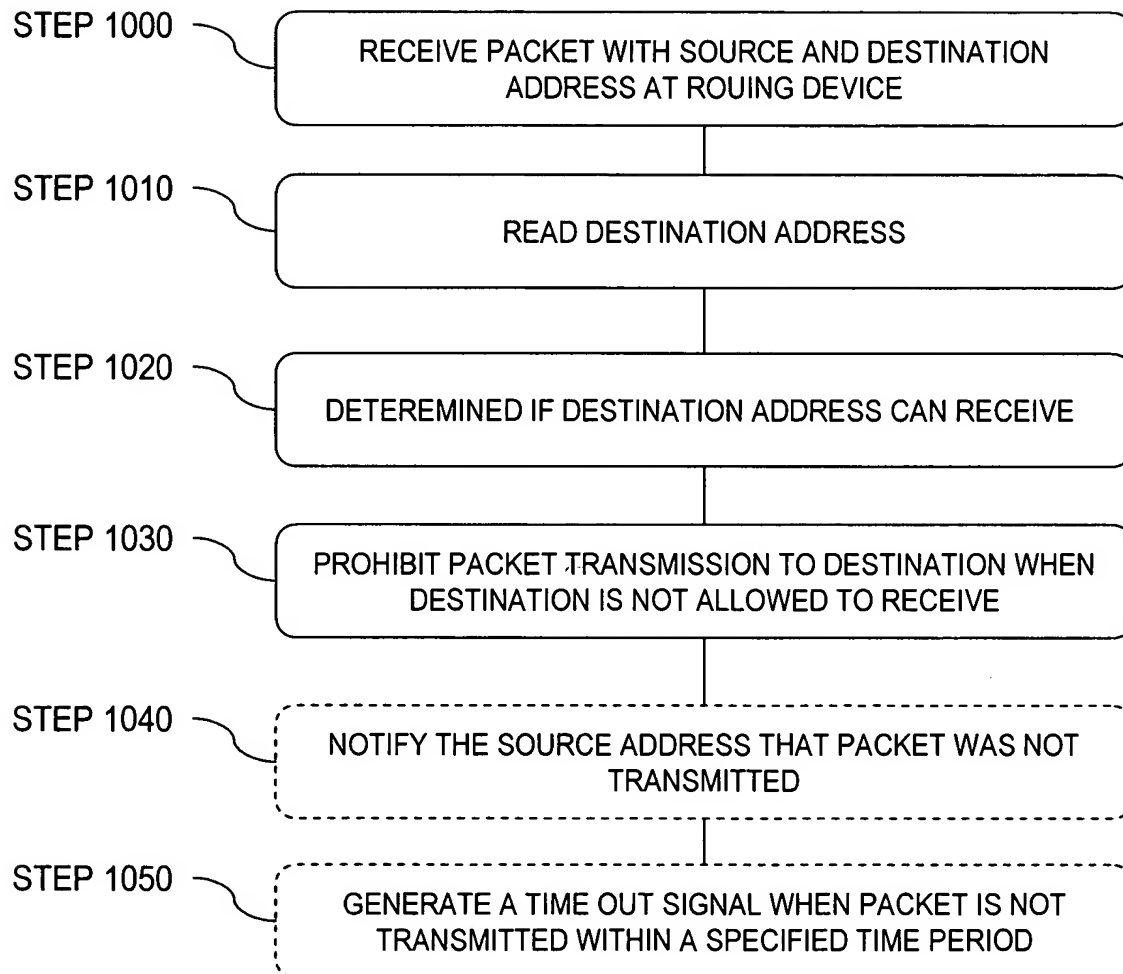 STEP 1000
RECEIVE PACKET WITH SOURCE AND DESTINATION
ADDRESS AT ROUING DEVICE
STEP 1010
READ DESTINATION ADDRESS
STEP 1020
DETEREMINED IF DESTINATION ADDRESS CAN RECEIVE
STEP 1030
PROHIBIT PACKET TRANSMISSION TO DESTINATION WHEN
DESTINATION IS NOT ALLOWED TO RECEIVE
STEP 1040
NOTIFY THE SOURCE ADDRESS THAT PACKET WAS NOT
TRANSMITTED
STEP 1050
GENERATE A TIME OUT SIGNAL WHEN PACKET IS NOT
TRANSMITTED WITHIN A SPECIFIED TIME PERIOD